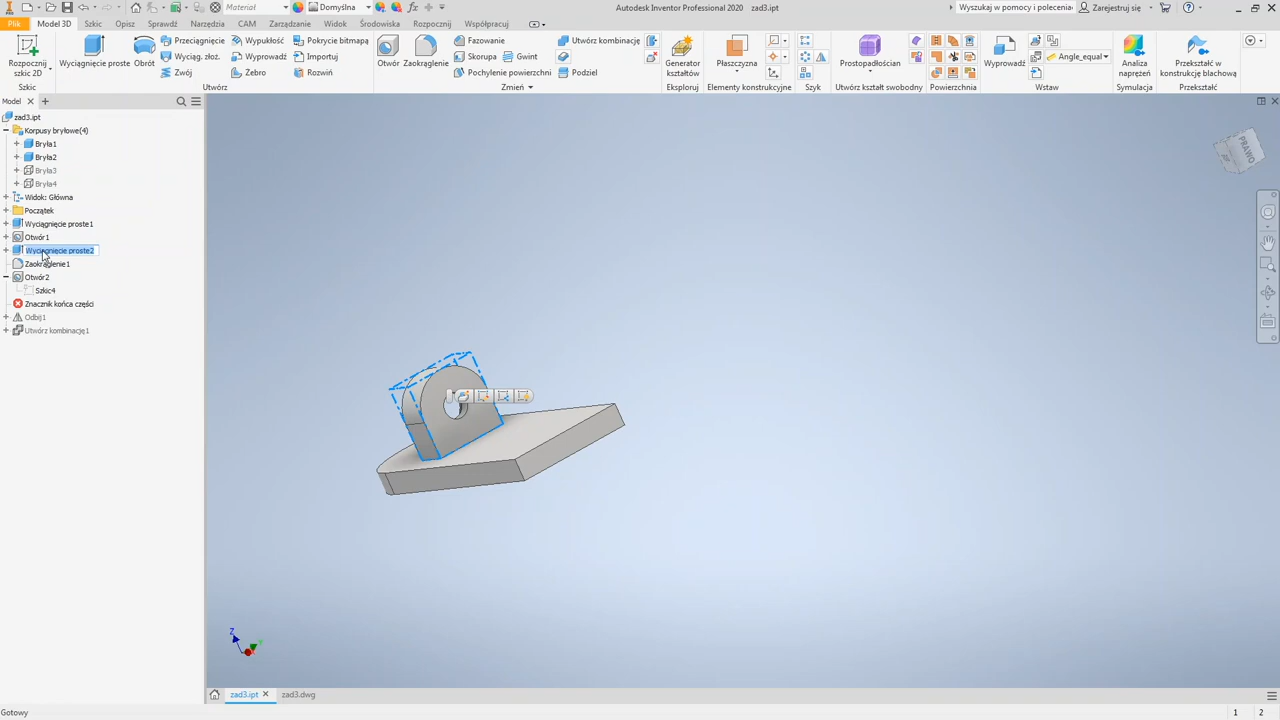 Materiał
Domyślna
Autodesk Inventor Professional 2020 zad3.ipt
Wyszukaj w pomocy i polecenia
Zarejestruj się
Plik Model 3D Szkic Opisz Sprawdź Narzędzia CAM Zarządzanie Widok Środowiska Rozpocznij Współpracuj
Rozpocznij szkic 2D
Wyciągnięcie proste
Obrót
Przeciągnięcie
Wyciąg. złoż.
Zwój
Wypukłość
Wyprowadź
Żebro
Pokrycie bitmapą
Importuj
Rozwiń
Otwór
Zaokrąglenie
Fazowanie
Skorupa
Gwint
Pochylenie powierzchni
Utwórz kombinację
Podziel
Generator kształtów
Płaszczyzna
Prostopadłościan
Wyprowadź
Angle_equal
Analiza naprężeń
Przekształć w konstrukcję blachową
Szkic
Utwórz
Zmień
Eksploruj
Elementy konstrukcyjne
Szyk
Utwórz kształt swobodny
Powierzchnia
Wstaw
Symulacja
Przekształć
Model
zad3.ipt
Korpusy bryłowe(4)
Bryła1
Bryła2
Bryła3
Bryła4
Widok: Główna
Początek
Wyciągnięcie proste1
Otwór1
Wyciągnięcie proste2
Zaokrąglenie1
Otwór2
Szkic4
Znacznik końca części
Odbij1
Utwórz kombinację1
PRAWO
Z
zad3.ipt
zad3.dwg
Gotowy
1
2